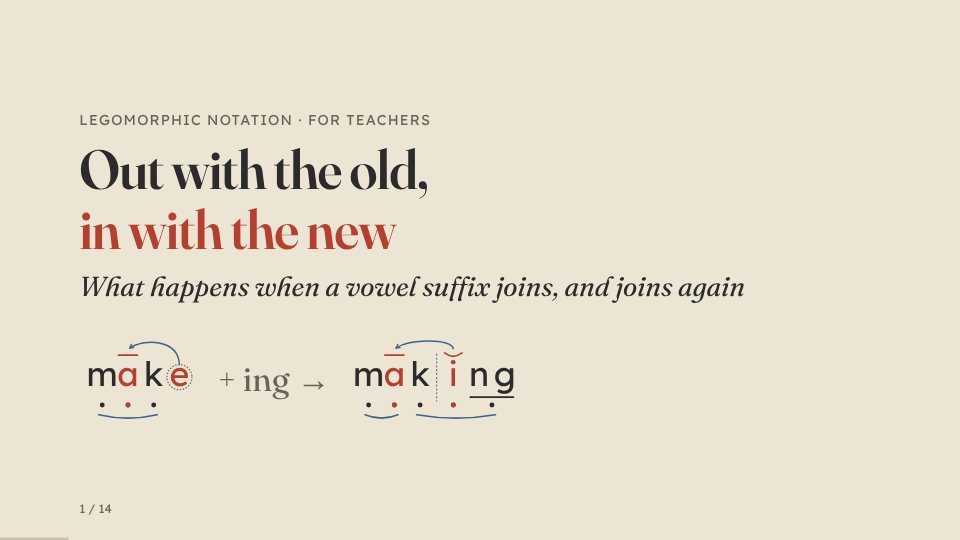 LEGOMORPHIC NOTATION · FOR TEACHERS
Out with the old,
in with the new
What happens when a vowel suffix joins, and joins again
make + ing → making
1 / 14